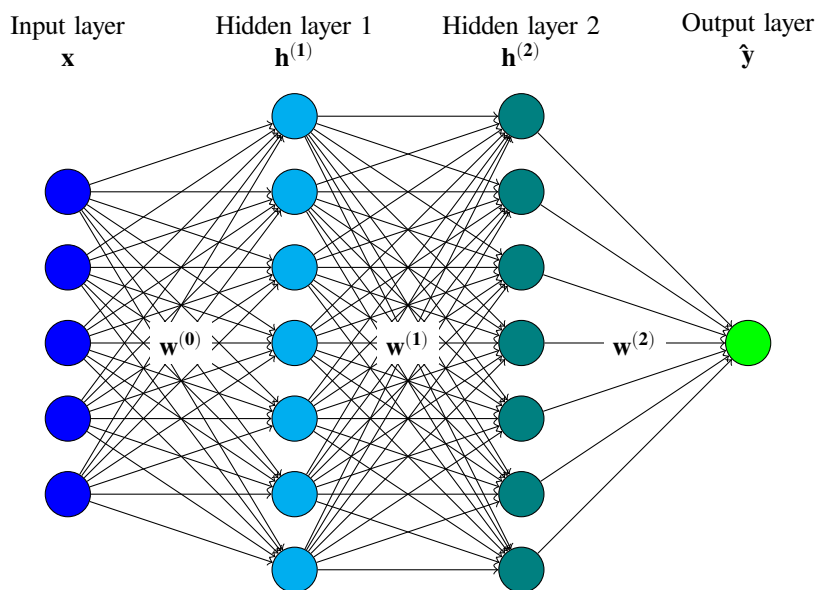 Input layer
x
Hidden layer 1
h⁽¹⁾
Hidden layer 2
h⁽²⁾
Output layer
ŷ
w⁽⁰⁾
w⁽¹⁾
w⁽²⁾